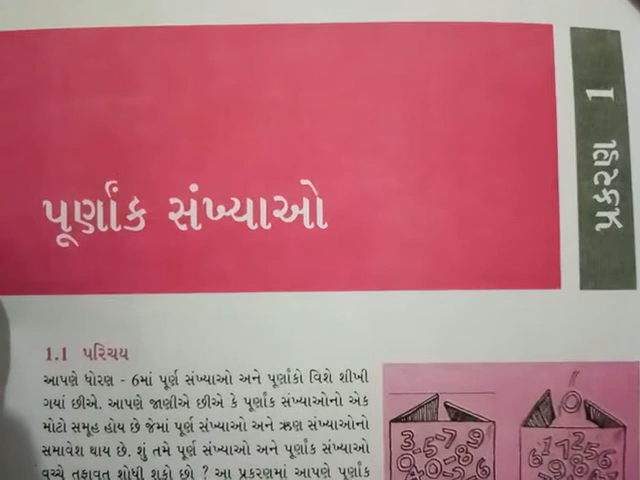 પ્રકરણ 1
પૂર્ણાંક સંખ્યાઓ
1.1 પરિચય
આપણે ધોરણ - 6માં પૂર્ણ સંખ્યાઓ અને પૂર્ણાંકો વિશે શીખી
ગયાં છીએ. આપણે જાણીએ છીએ કે પૂર્ણાંક સંખ્યાઓનો એક
મોટો સમૂહ હોય છે જેમાં પૂર્ણ સંખ્યાઓ અને ઋણ સંખ્યાઓનો
સમાવેશ થાય છે. શું તમે પૂર્ણ સંખ્યાઓ અને પૂર્ણાંક સંખ્યાઓ
વચ્ચે તફાવત શોધી શકો છો ? આ પ્રકરણમાં આપણે પૂર્ણાંક